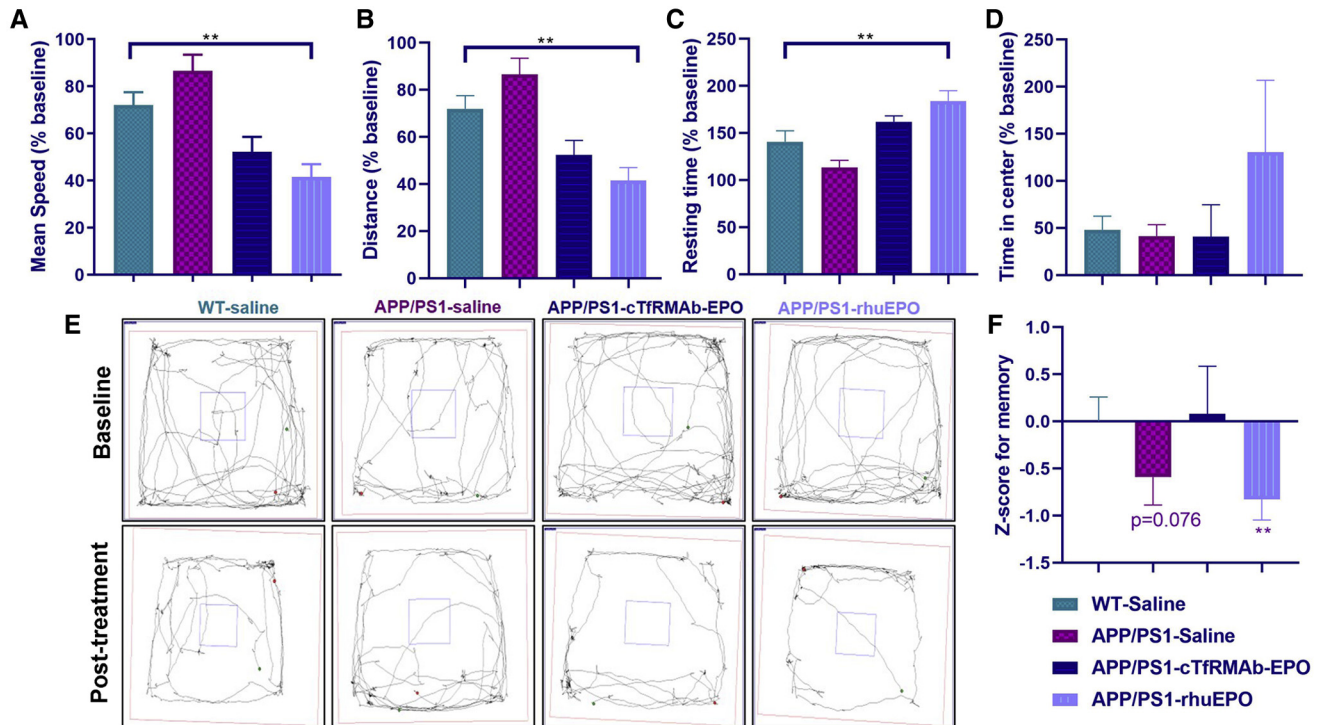 A
Mean Speed (% baseline)
100
80
60
40
20
0
**
B
Distance (% baseline)
100
80
60
40
20
0
**
C
Resting time (% baseline)
250
200
150
100
50
0
**
D
Time in center (% baseline)
250
200
150
100
50
0
E
WT-saline
APP/PS1-saline
APP/PS1-cTfRMAb-EPO
APP/PS1-rhuEPO
Baseline
Post-treatment
F
Z-score for memory
1.0
0.5
0.0
-0.5
-1.0
-1.5
p=0.076
**
WT-Saline
APP/PS1-Saline
APP/PS1-cTfRMAb-EPO
APP/PS1-rhuEPO